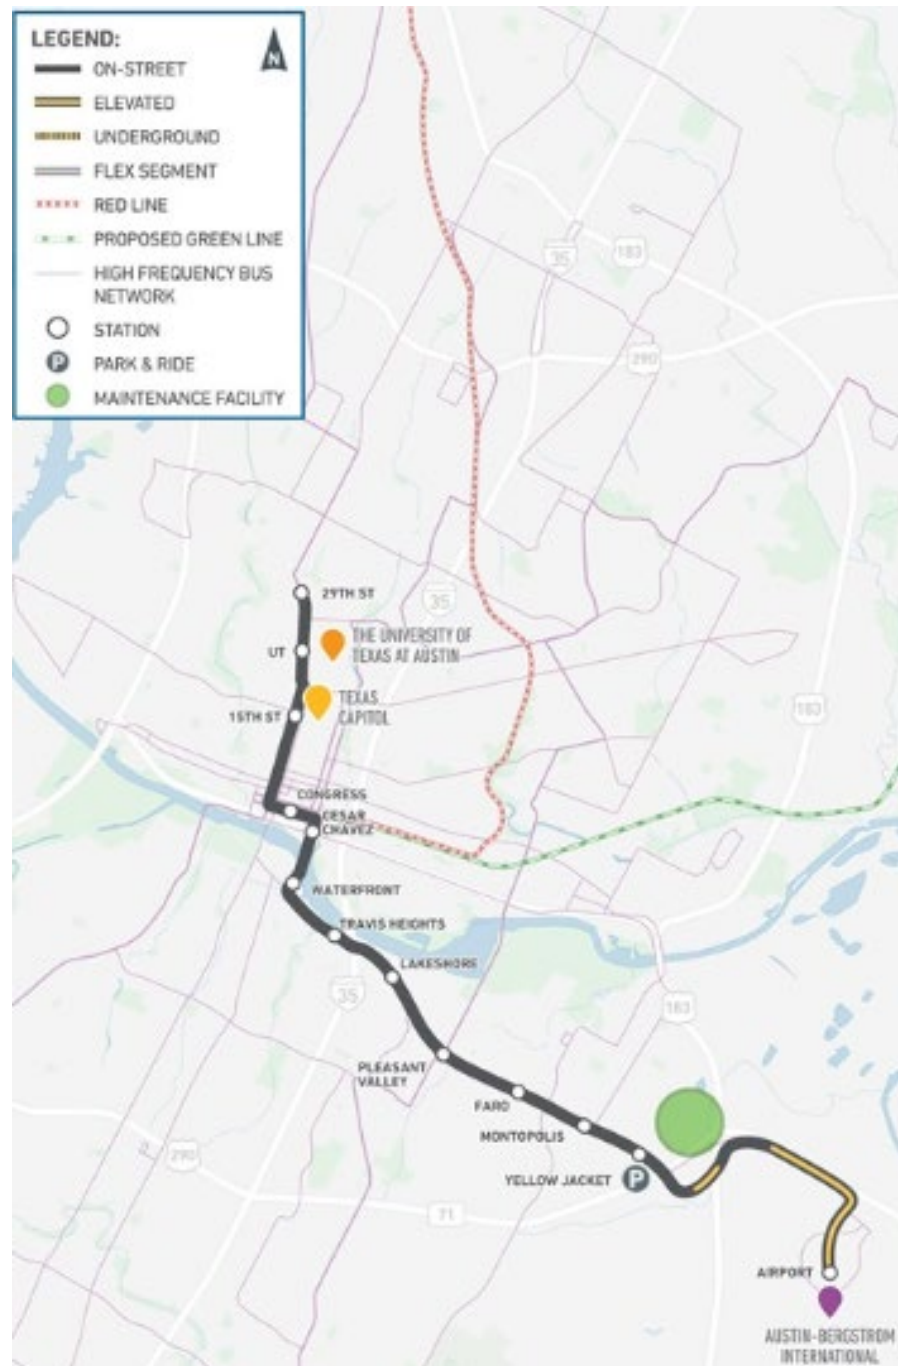 LEGEND:
N
ON-STREET
ELEVATED
UNDERGROUND
FLEX SEGMENT
RED LINE
PROPOSED GREEN LINE
HIGH FREQUENCY BUS
NETWORK
STATION
P
PARK & RIDE
MAINTENANCE FACILITY
35
183
290
29TH ST
35
UT
THE UNIVERSITY OF
TEXAS AT AUSTIN
15TH ST
TEXAS
CAPITOL
183
CONGRESS
CESAR
CHAVEZ
WATERFRONT
TRAVIS HEIGHTS
LAKESHORE
35
183
PLEASANT
VALLEY
FARO
MONTOPOLIS
290
YELLOW JACKET
P
71
AIRPORT
AUSTIN-BERGSTROM
INTERNATIONAL